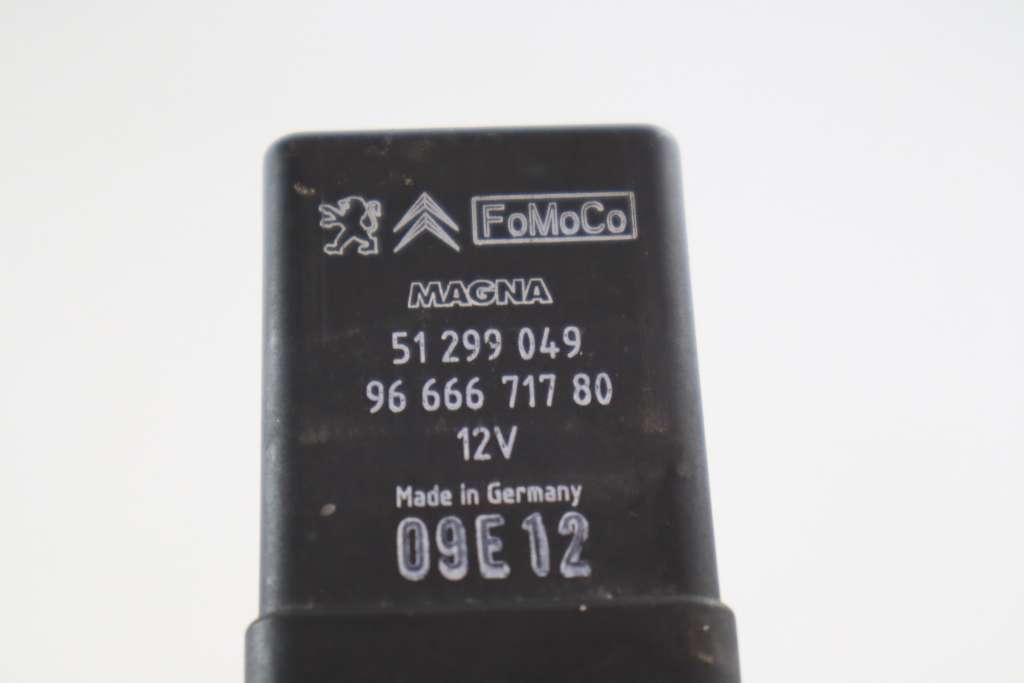 FoMoCo
MAGNA
51 299 049
96 666 717 80
12V
Made in Germany
09E12